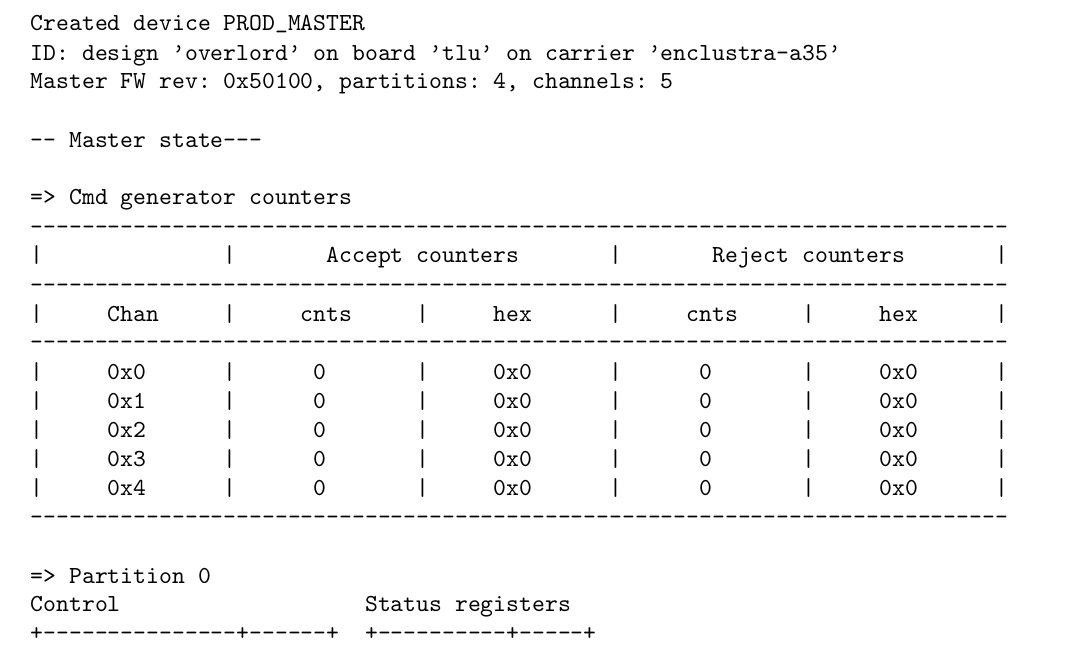 Created device PROD_MASTER
ID: design ’overlord’ on board ’tlu’ on carrier ’enclustra-a35’
Master FW rev: 0x50100, partitions: 4, channels: 5
-- Master state---
=> Cmd generator counters
----------------------------------------------------------------------------
|              |       Accept counters       |       Reject counters       |
----------------------------------------------------------------------------
|     Chan     |     cnts     |     hex      |     cnts     |     hex      |
----------------------------------------------------------------------------
|     0x0      |      0       |     0x0      |      0       |     0x0      |
|     0x1      |      0       |     0x0      |      0       |     0x0      |
|     0x2      |      0       |     0x0      |      0       |     0x0      |
|     0x3      |      0       |     0x0      |      0       |     0x0      |
|     0x4      |      0       |     0x0      |      0       |     0x0      |
----------------------------------------------------------------------------
=> Partition 0
Control                   Status registers
+---------------+------+  +----------+-----+